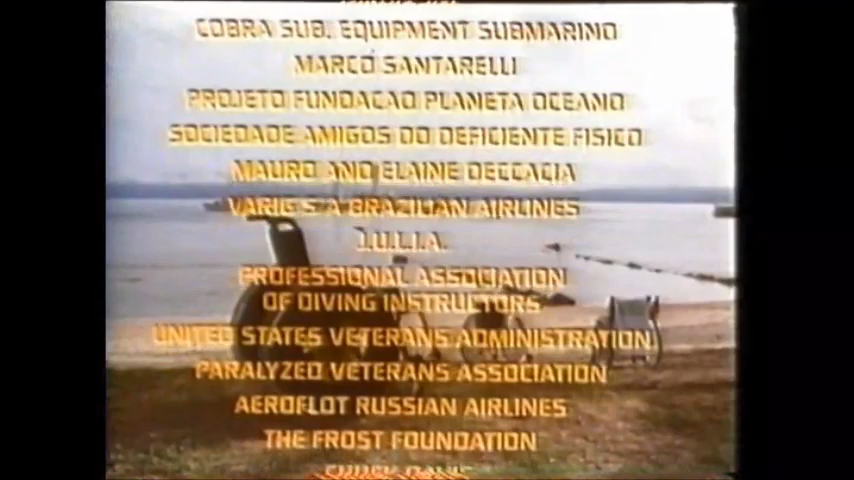 COBRA SUB. EQUIPMENT SUBMARINO
MARCO SANTARELLI
PROJETO FUNDACAO PLANETA OCEANO
SOCIEDADE AMIGOS DO DEFICIENTE FISICO
MAURO AND ELAINE DECCACIA
VARIG S A BRAZILIAN AIRLINES
J.U.L.I.A.
PROFESSIONAL ASSOCIATION
OF DIVING INSTRUCTORS
UNITED STATES VETERANS ADMINISTRATION
PARALYZED VETERANS ASSOCIATION
AEROFLOT RUSSIAN AIRLINES
THE FROST FOUNDATION